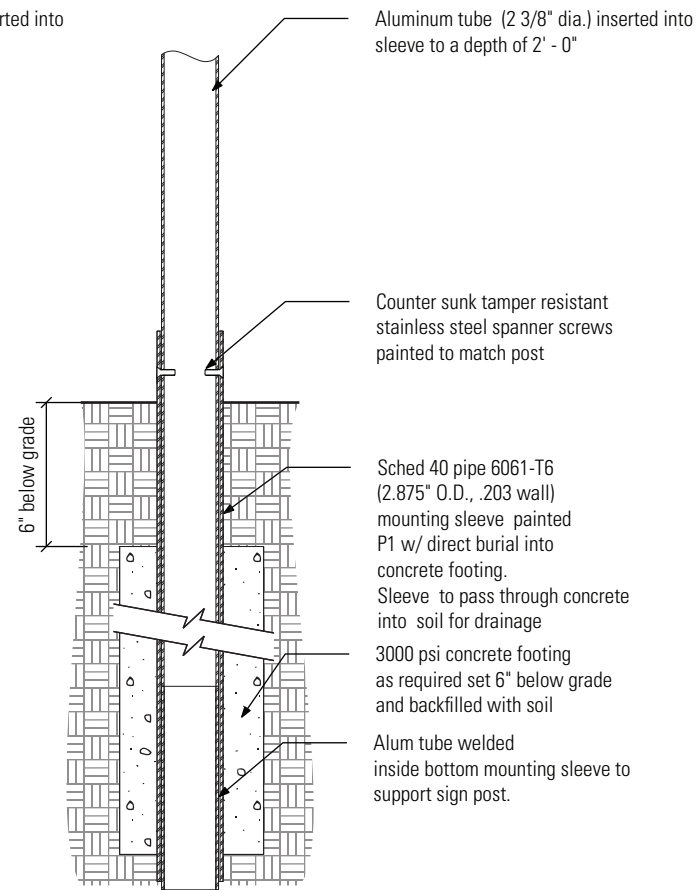 rted into
Aluminum tube (2 3/8" dia.) inserted into
sleeve to a depth of 2' - 0"
Counter sunk tamper resistant
stainless steel spanner screws
painted to match post
6" below grade
Sched 40 pipe 6061-T6
(2.875" O.D., .203 wall)
mounting sleeve painted
P1 w/ direct burial into
concrete footing.
Sleeve to pass through concrete
into soil for drainage
3000 psi concrete footing
as required set 6" below grade
and backfilled with soil
Alum tube welded
inside bottom mounting sleeve to
support sign post.